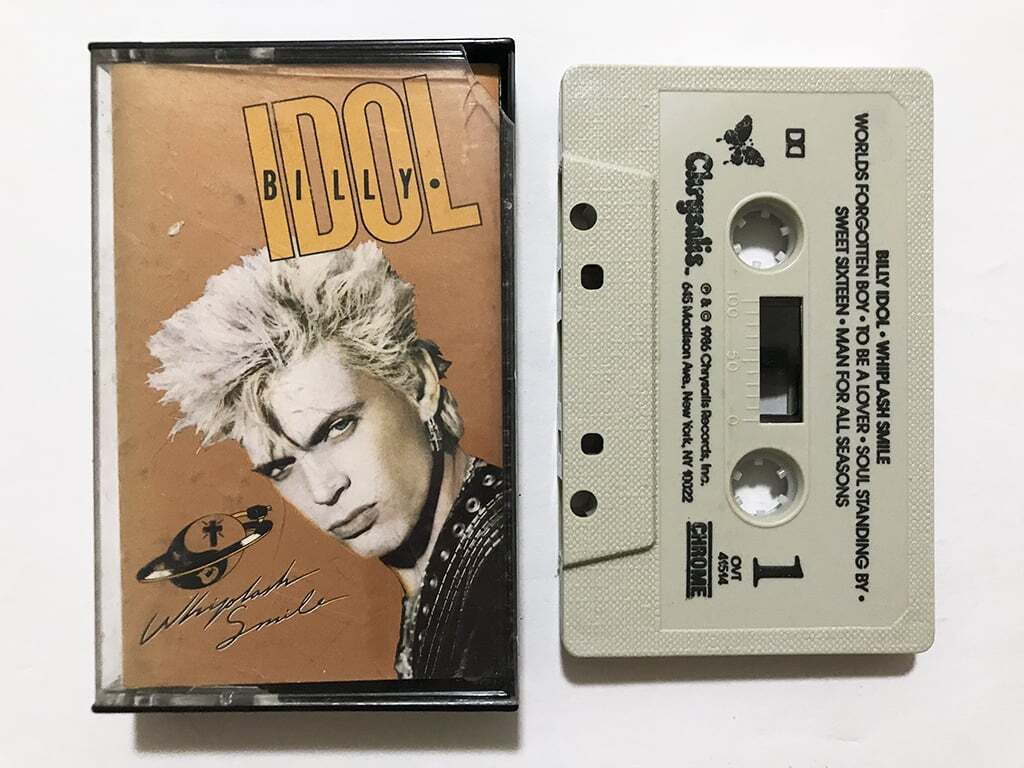 IDOL
BILLY.
Whiplash
Smile
BILLY IDOL • WHIPLASH SMILE
WORLDS FORGOTTEN BOY • TO BE A LOVER • SOUL STANDING BY •
SWEET SIXTEEN • MAN FOR ALL SEASONS
1
100 50 0
Chrysalis™
℗ & © 1986 Chrysalis Records, Inc.
645 Madison Ave., New York, NY 10022
CHROME
OVT
41514